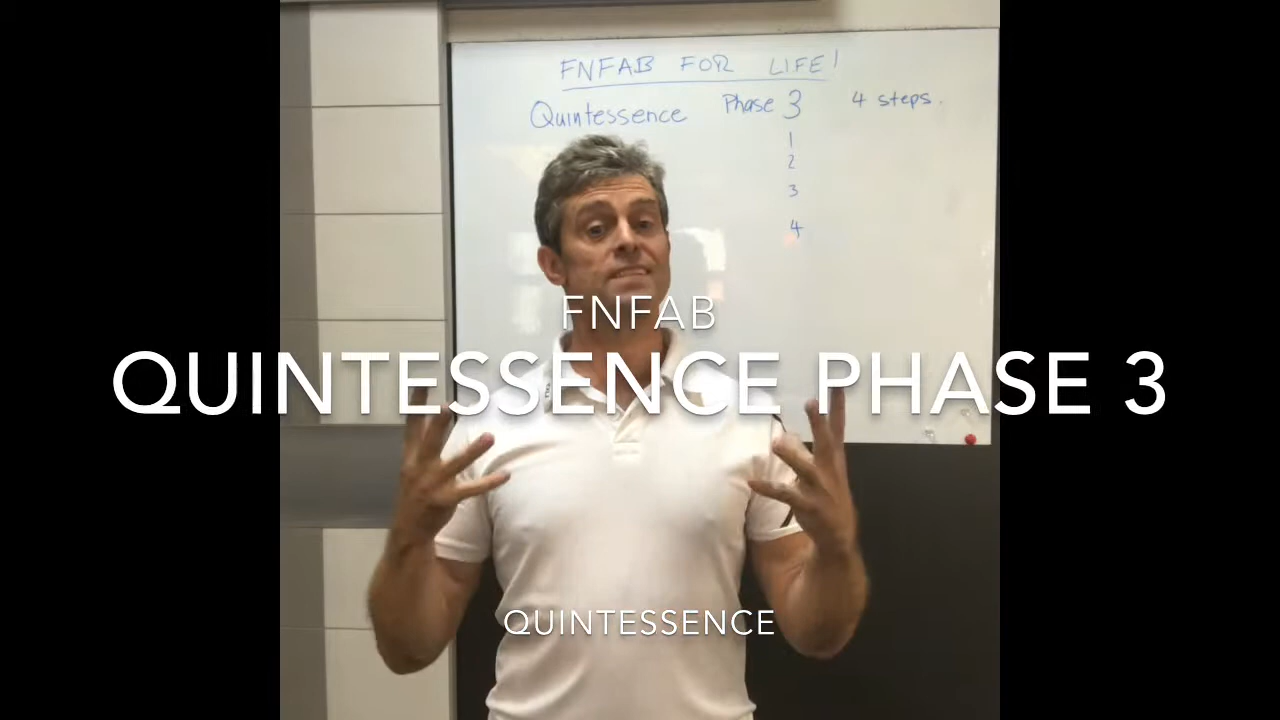 FNFAB FOR LIFE!
Quintessence Phase 3 4 steps.
1
2
3
4
FNFAB
QUINTESSENCE PHASE 3
QUINTESSENCE